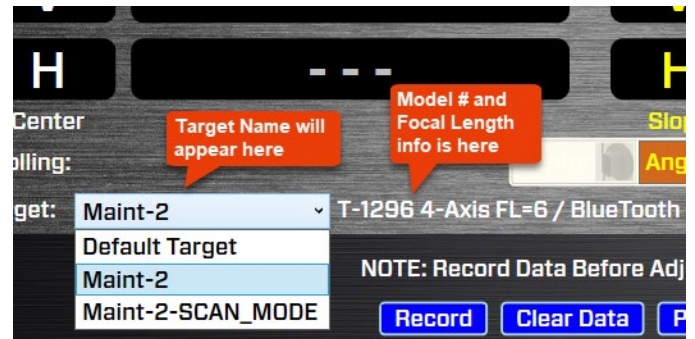 H
- - -
Center
Slop
Target Name will
appear here
Model # and
Focal Length
info is here
olling:
Ang
get:
Maint-2
T-1296 4-Axis FL=6 / BlueTooth
Default Target
Maint-2
Maint-2-SCAN_MODE
NOTE: Record Data Before Adj
Record
Clear Data
P